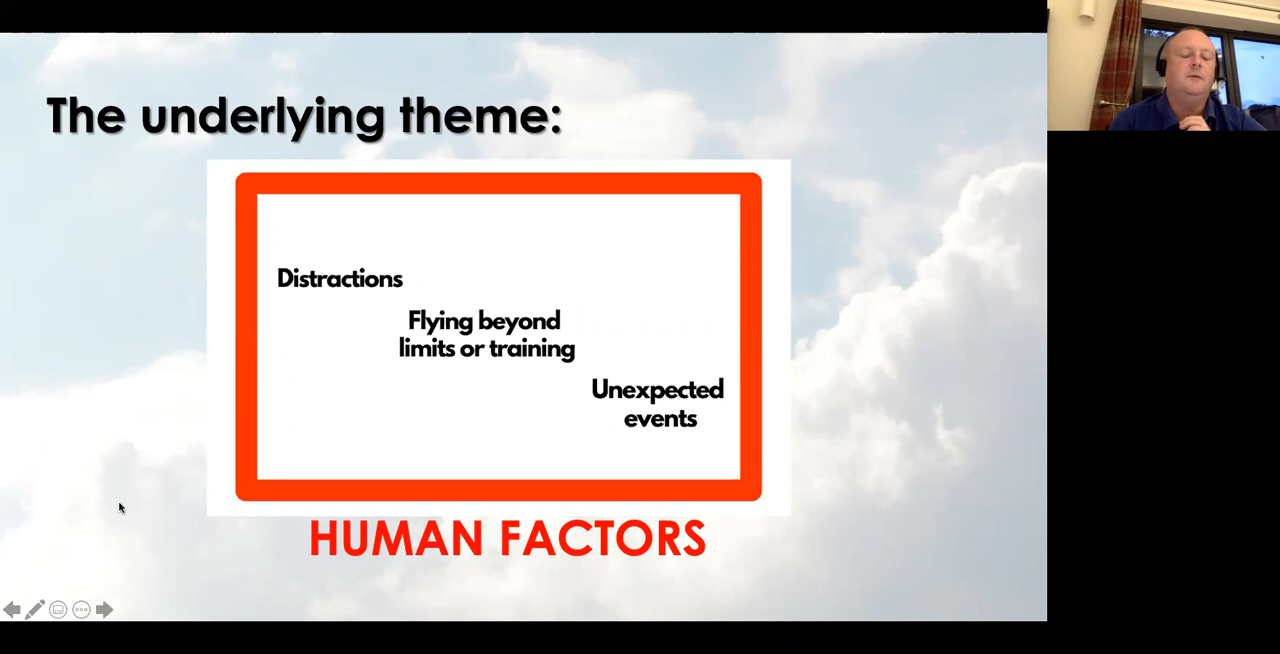 The underlying theme:
Distractions
Flying beyond
limits or training
Unexpected
events
HUMAN FACTORS